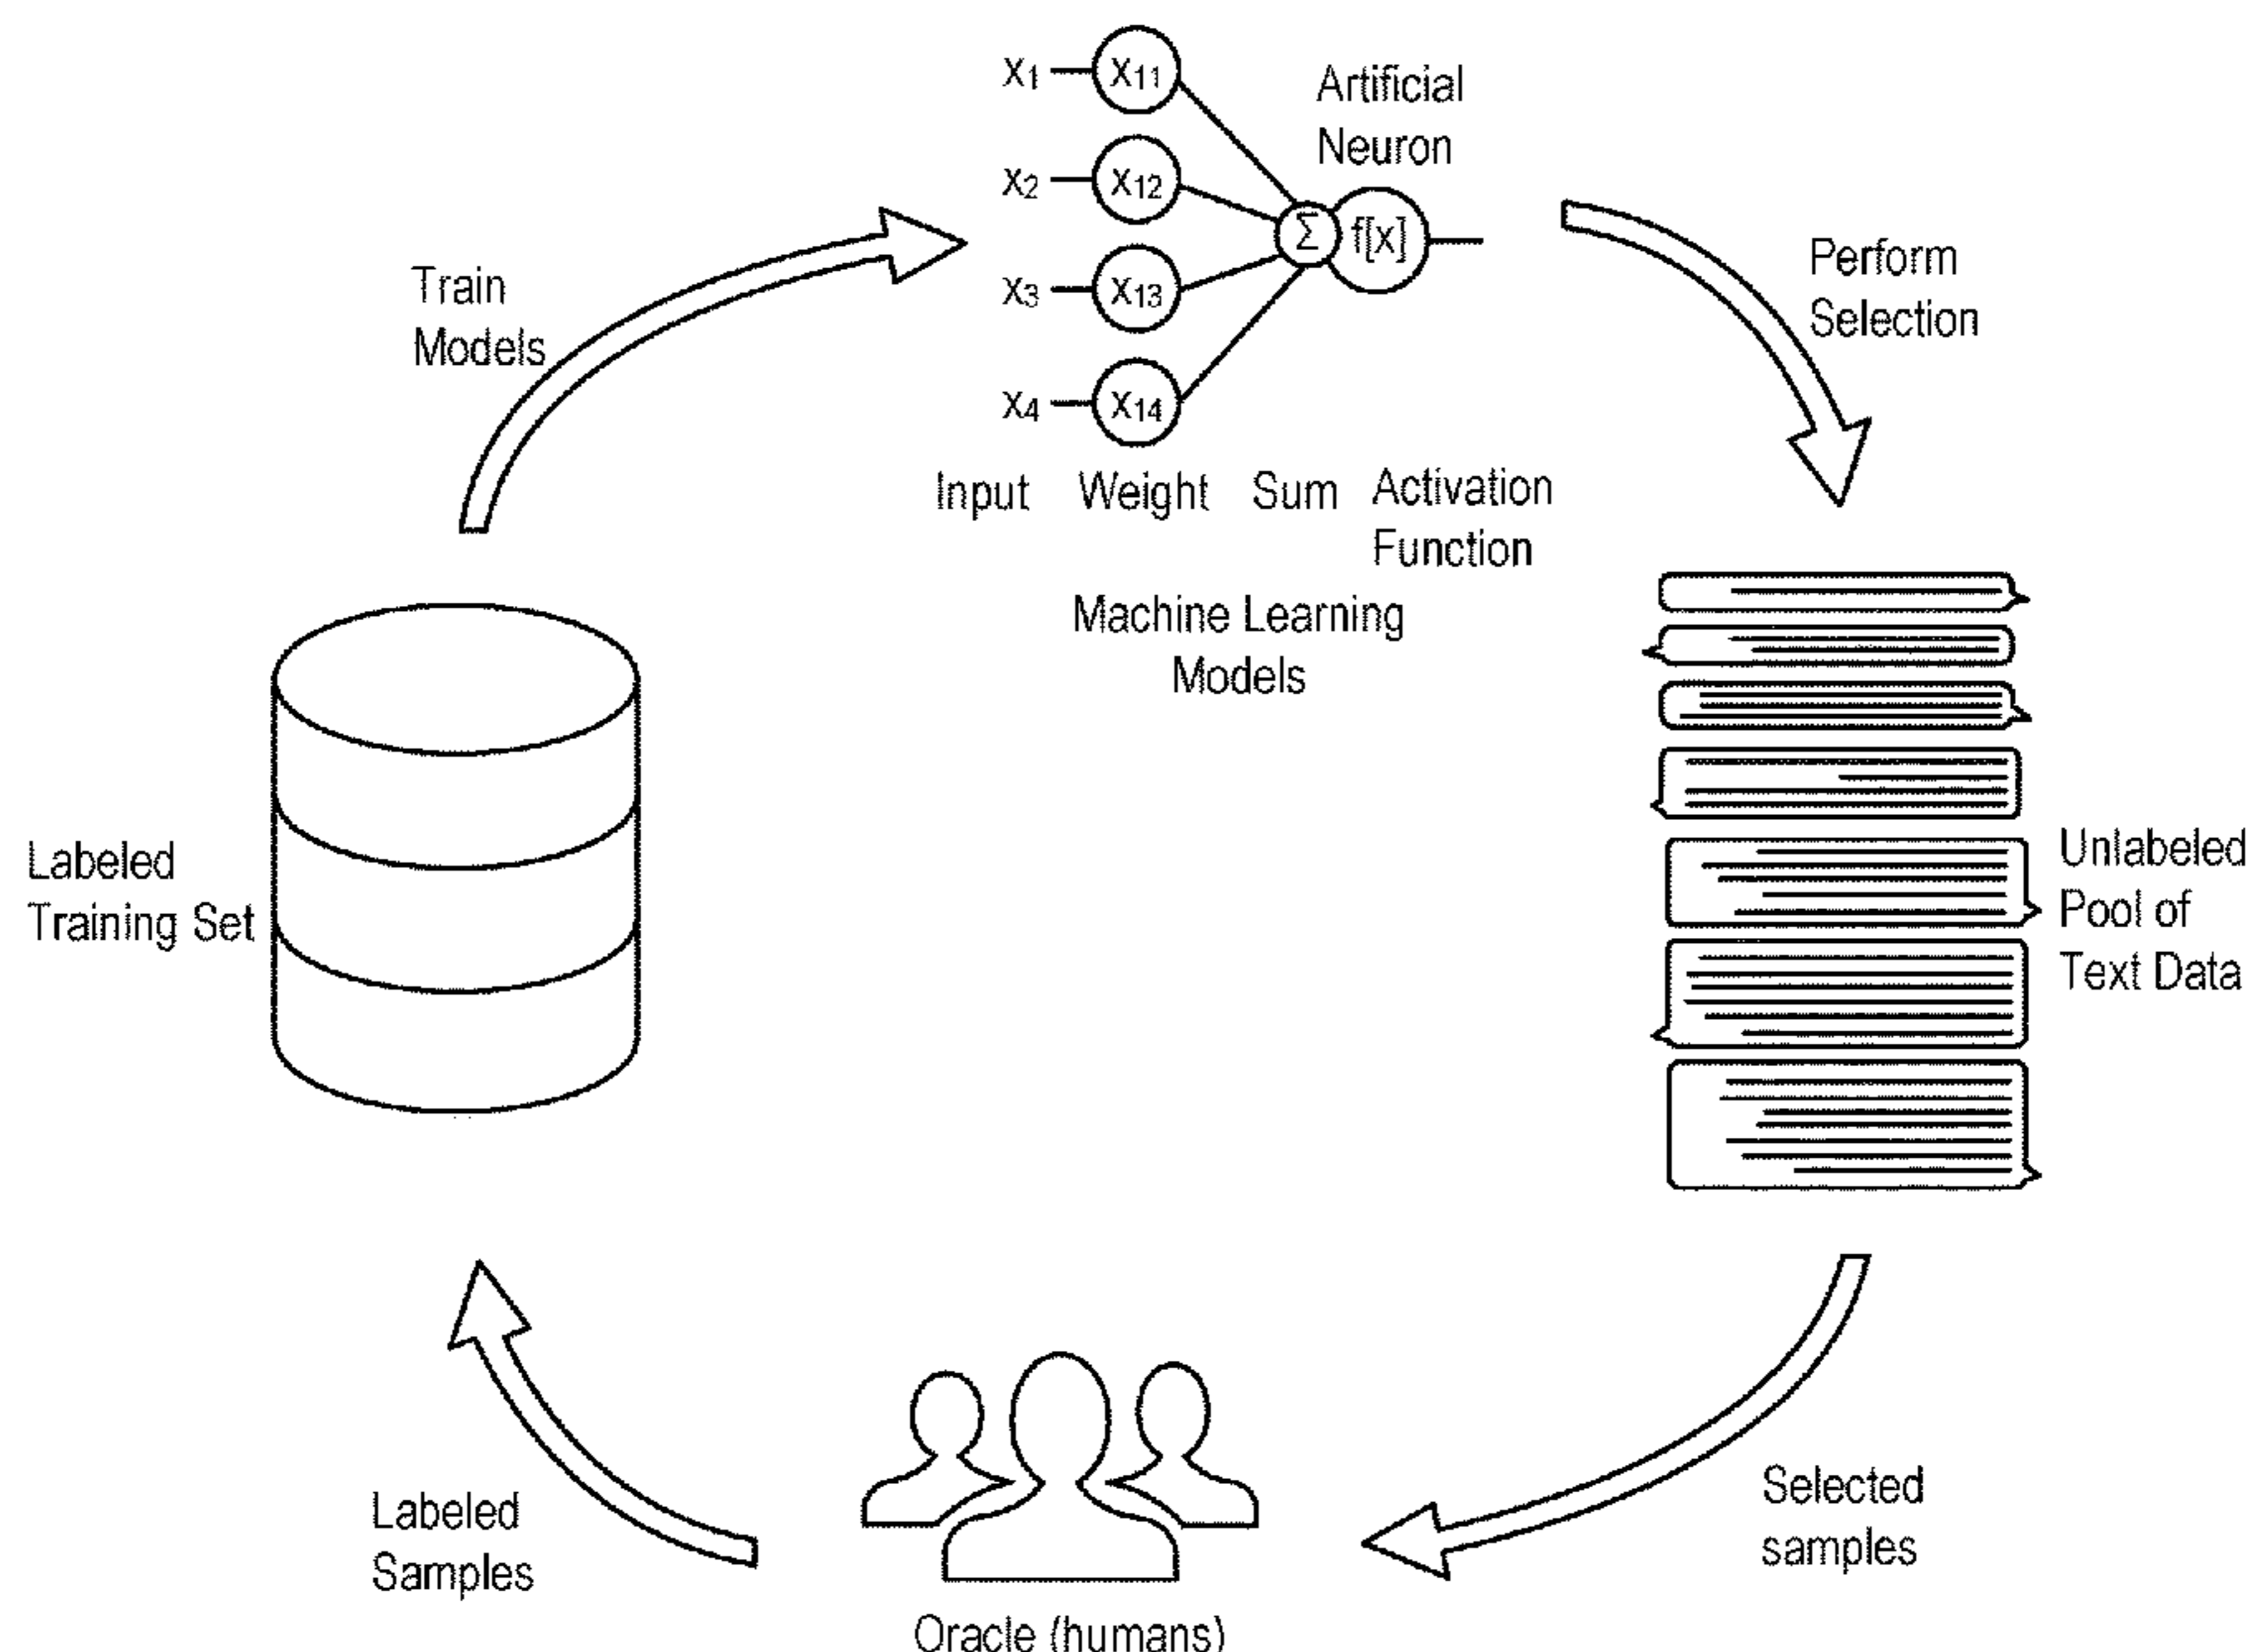 X1 X11
Artificial
Neuron
X2 X12
Σ f[x]
X3 X13
X4 X14
Input Weight Sum Activation
Function
Machine Learning
Models
Train
Models
Perform
Selection
Labeled
Training Set
Unlabeled
Pool of
Text Data
Selected
samples
Labeled
Samples
Oracle (humans)